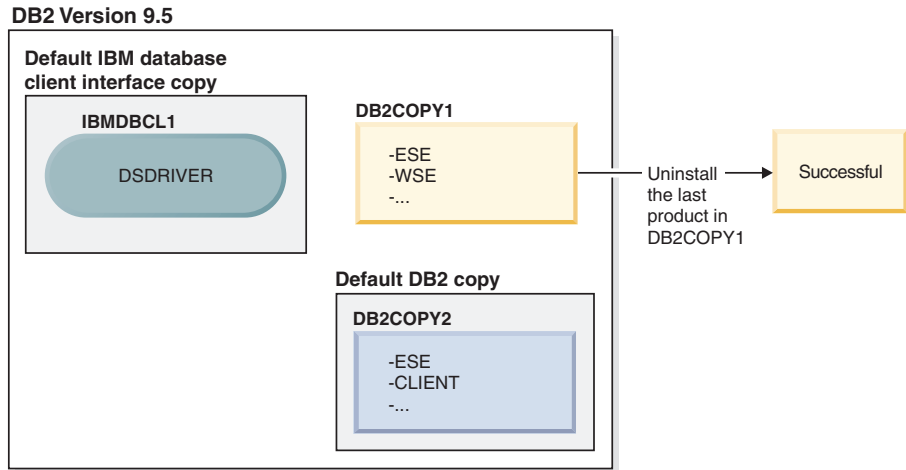 DB2 Version 9.5
Default IBM database
client interface copy
IBMDBCL1
DSDRIVER
DB2COPY1
-ESE
-WSE
-...
Uninstall
the last
product in
DB2COPY1
Successful
Default DB2 copy
DB2COPY2
-ESE
-CLIENT
-...